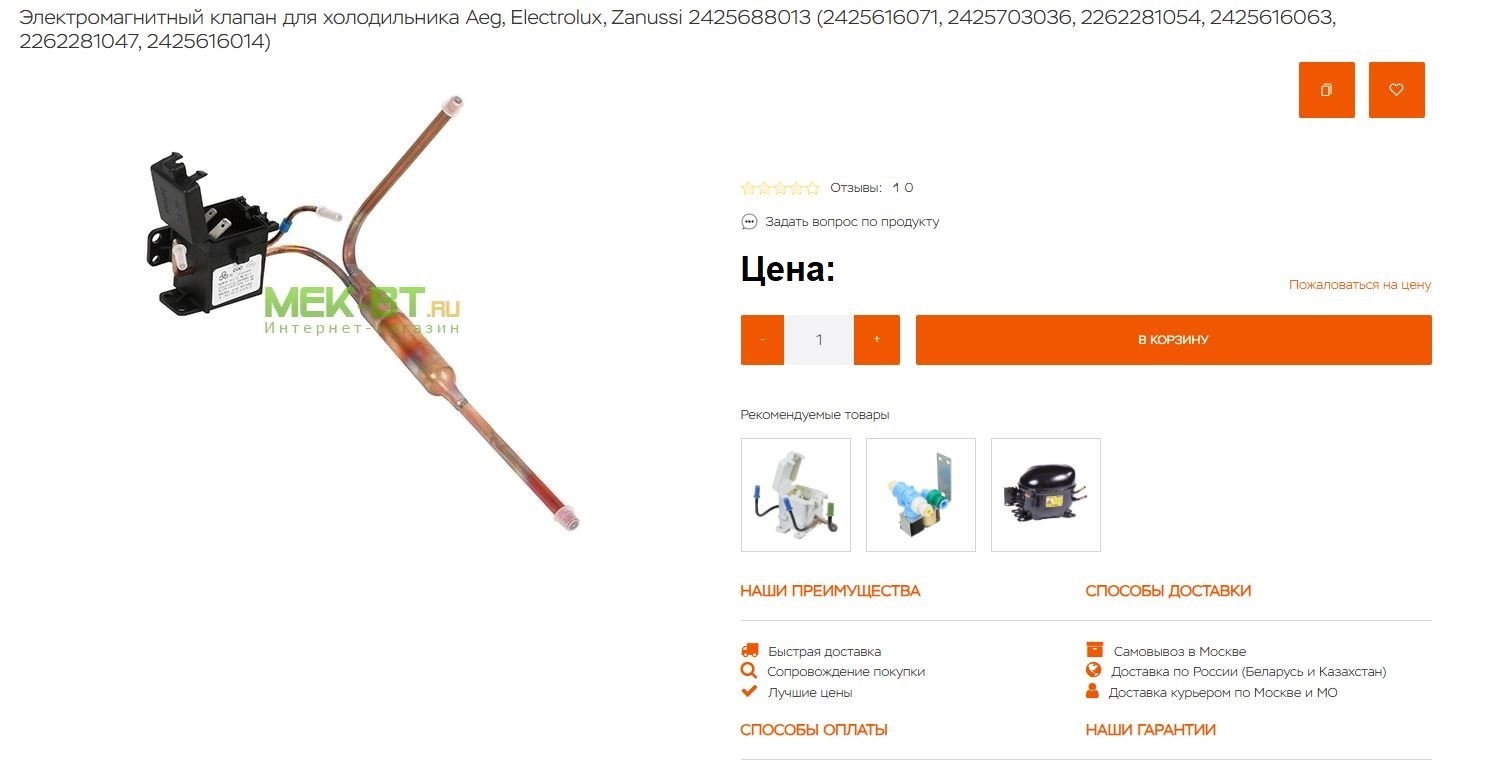 Электромагнитный клапан для холодильника Aeg, Electrolux, Zanussi 2425688013 (2425616071, 2425703036, 2262281054, 2425616063,
2262281047, 2425616014)
Отзывы: 1 0
Задать вопрос по продукту
Цена:
Пожаловаться на цену
- 1 +
В КОРЗИНУ
MEK-BT.RU
Интернет-магазин
Рекомендуемые товары
НАШИ ПРЕИМУЩЕСТВА
Быстрая доставка
Сопровождение покупки
Лучшие цены
СПОСОБЫ ДОСТАВКИ
Самовывоз в Москве
Доставка по России (Беларусь и Казахстан)
Доставка курьером по Москве и МО
СПОСОБЫ ОПЛАТЫ
НАШИ ГАРАНТИИ